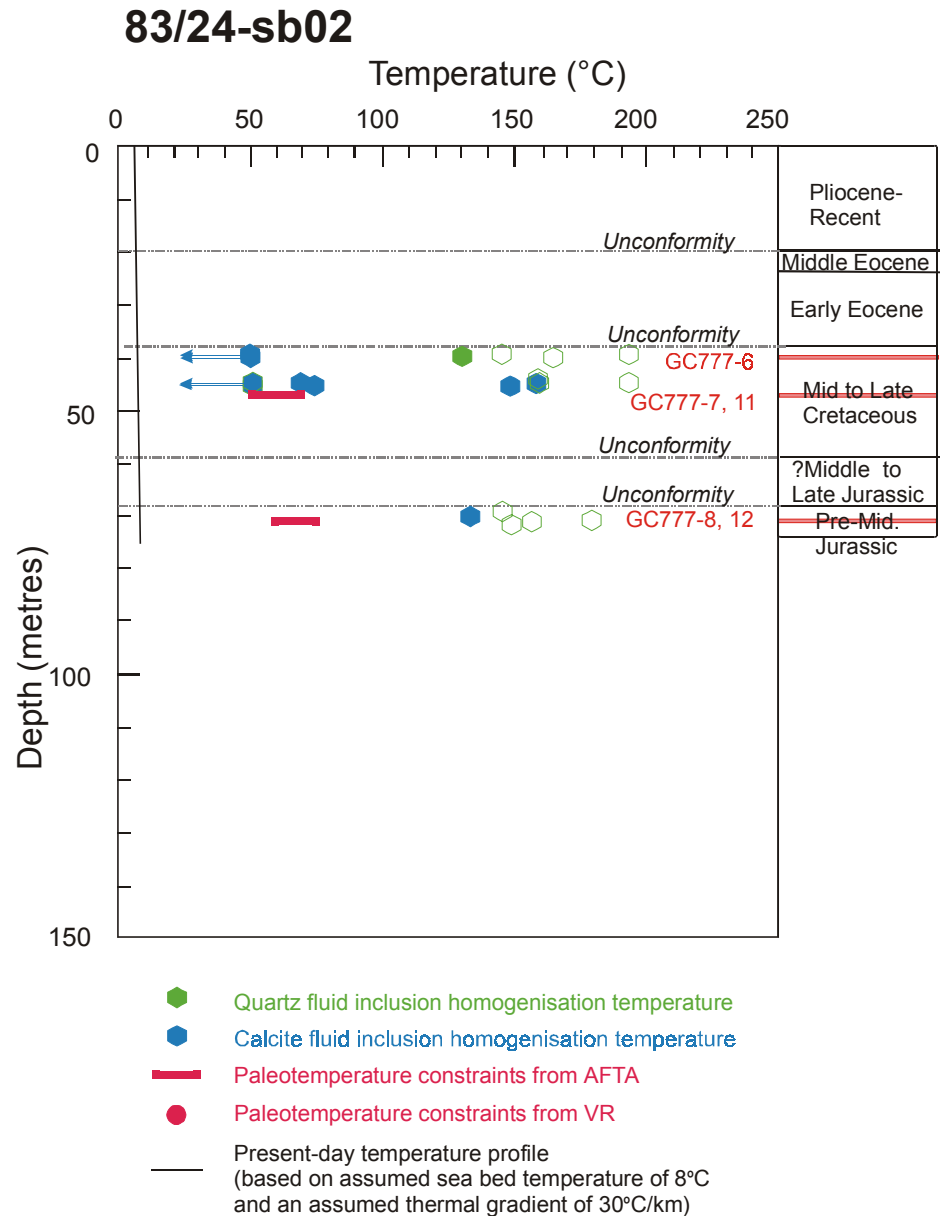 83/24-sb02
Temperature (°C)
0 50 100 150 200 250
0
Pliocene-
Recent
Unconformity
Middle Eocene
Early Eocene
Unconformity
GC777-6
Mid to Late
Cretaceous
GC777-7, 11
50
Unconformity
?Middle to
Late Jurassic
Unconformity
GC777-8, 12
Pre-Mid.
Jurassic
Depth (metres)
100
150
Quartz fluid inclusion homogenisation temperature
Calcite fluid inclusion homogenisation temperature
Paleotemperature constraints from AFTA
Paleotemperature constraints from VR
Present-day temperature profile
(based on assumed sea bed temperature of 8°C
and an assumed thermal gradient of 30°C/km)